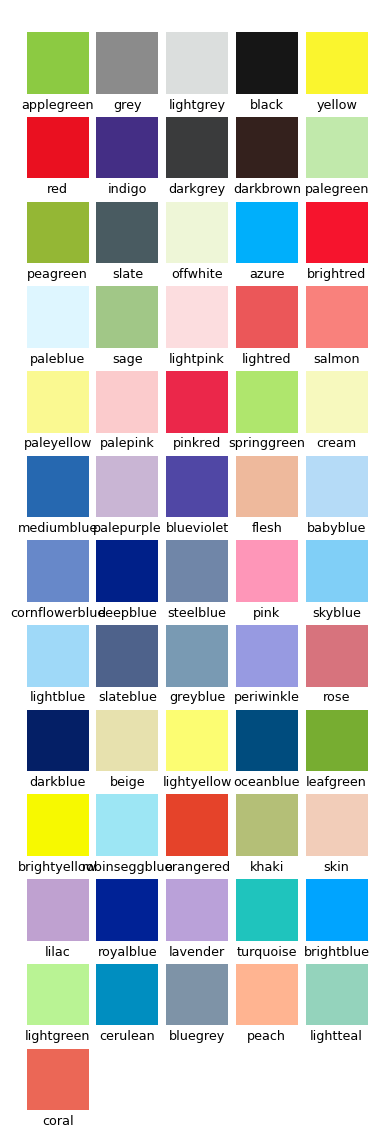 applegreen grey lightgrey black yellow
red indigo darkgrey darkbrown palegreen
peagreen slate offwhite azure brightred
paleblue sage lightpink lightred salmon
paleyellow palepink pinkred springgreen cream
mediumblue palepurple blueviolet flesh babyblue
cornflowerblue deepblue steelblue pink skyblue
lightblue slateblue greyblue periwinkle rose
darkblue beige lightyellow oceanblue leafgreen
brightyellow robinseggblue orangered khaki skin
lilac royalblue lavender turquoise brightblue
lightgreen cerulean bluegrey peach lightteal
coral